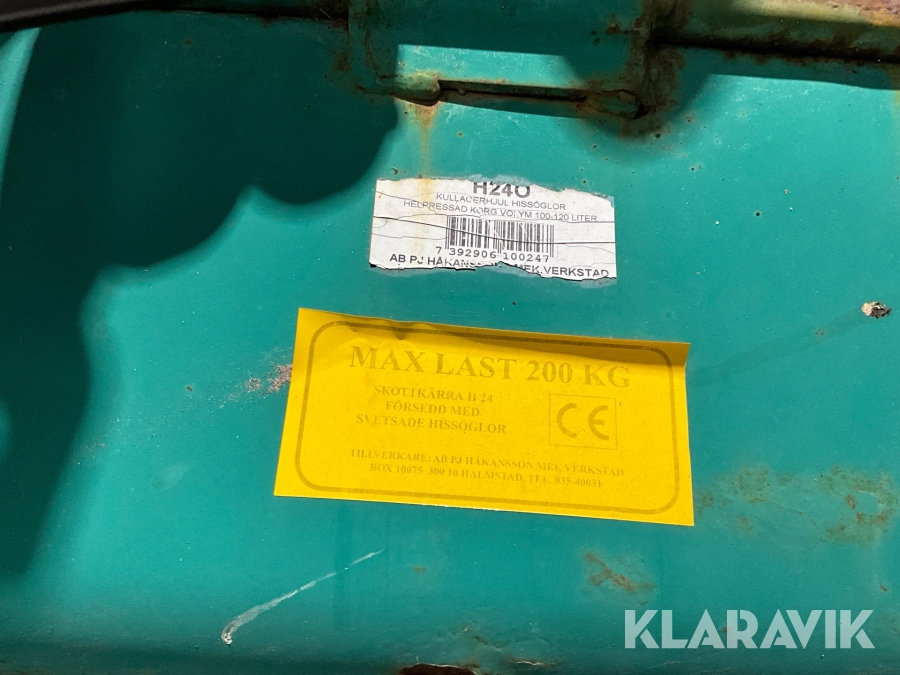 H24O
KULLAGERHJUL HISSÖGLOR
HELPRESSAD KORG VOLYM 100-120 LITER
7 392906 100247
AB PJ HÅKANSSON MEK.VERKSTAD
MAX LAST 200 KG
SKOTTKÄRRA H-24
FÖRSEDD MED
SVETSADE HISSÖGLOR
CE
TILLVERKARE: AB PJ HÅKANSSON MEK.VERKSTAD
BOX 10075 300 10 HALMSTAD, TEL. 035-40031
KLARAVIK